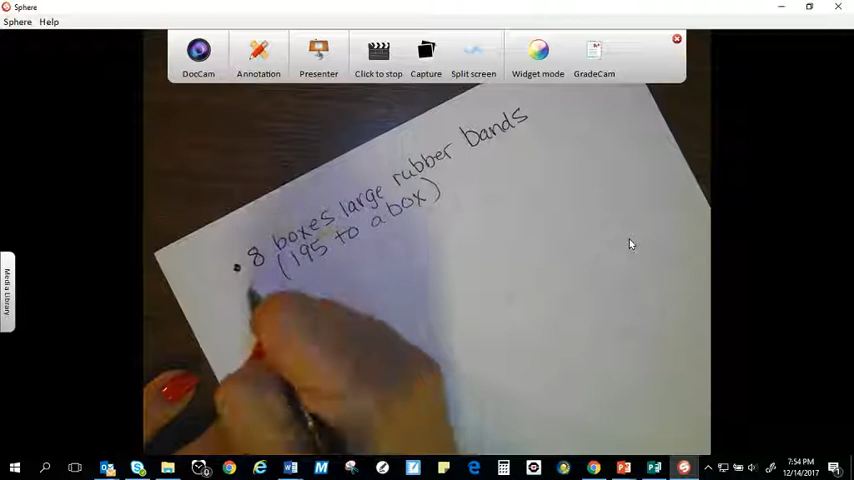 Sphere
Sphere Help
DocCam
Annotation
Presenter
Click to stop
Capture
Split screen
Widget mode
GradeCam
A+
Media Library
• 8 boxes large rubber bands
(195 to a box)
7:54 PM
12/14/2017